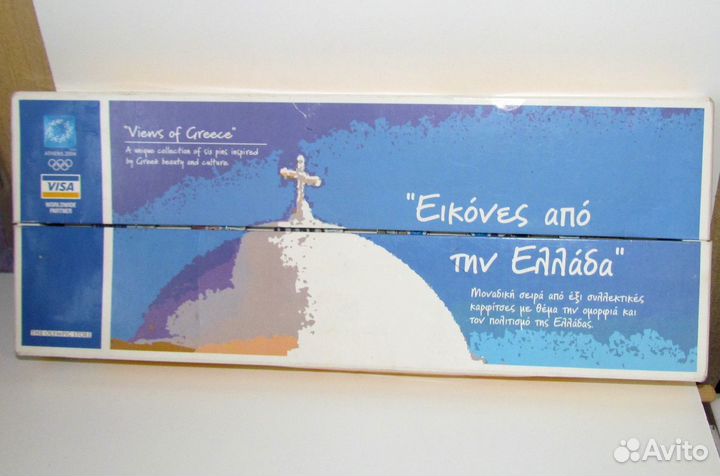 ATHENS 2004
VISA
WORLDWIDE
PARTNER
THE OLYMPIC STORE
"Views of Greece"
A unique collection of six pins inspired
by Greek beauty and culture.
"Εικόνες από
την Ελλάδα"
Μοναδική σειρά από έξι συλλεκτικές
καρφίτσες με θέμα την ομορφιά και
τον πολιτισμό της Ελλάδας.
Avito